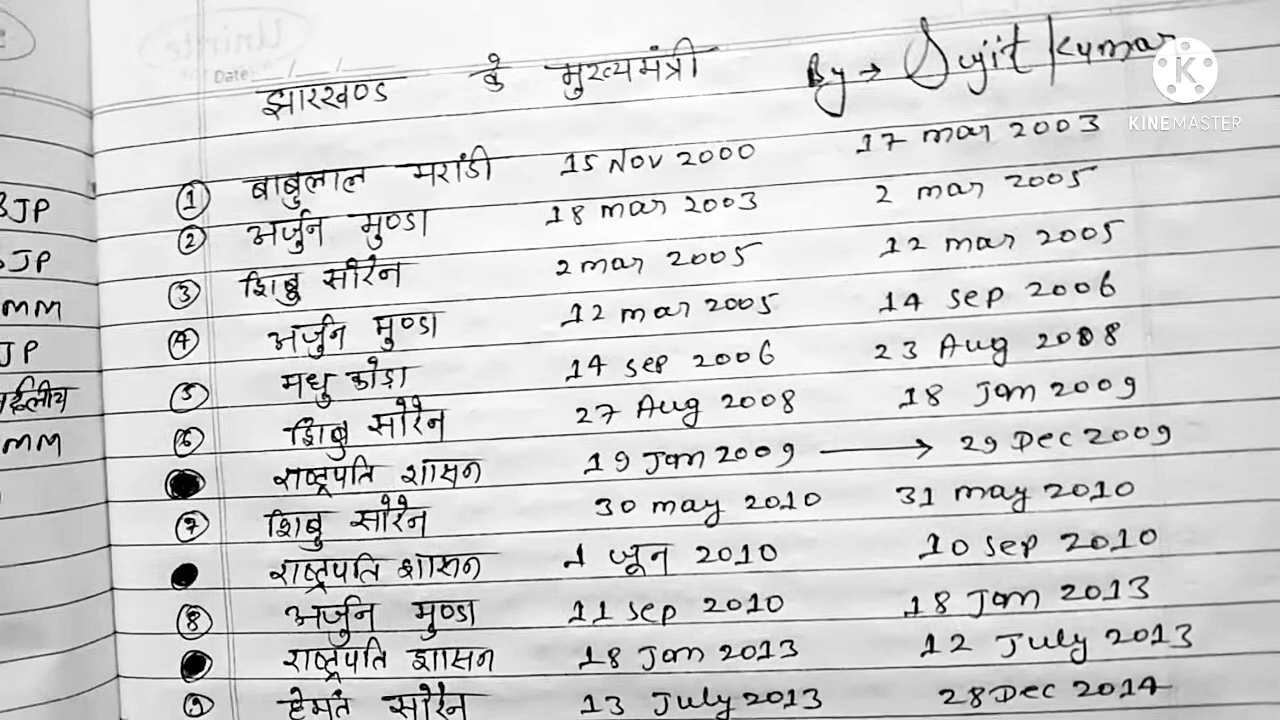 Date: / / /
झारखण्ड के मुख्यमंत्री By → Sujit Kumar
KINEMASTER
BJP ① बाबुलाल मरांडी 15 Nov 2000 17 mar 2003
JP ② अर्जुन मुण्डा 18 mar 2003 2 mar 2005
MM ③ शिबु सोरेन 2 mar 2005 12 mar 2005
JP ④ अर्जुन मुण्डा 12 mar 2005 14 sep 2006
र्दलीय ⑤ मधु कोड़ा 14 sep 2006 23 Aug 2008
MM ⑥ शिबु सोरेन 27 Aug 2008 18 Jan 2009
राष्ट्रपति शासन 19 Jan 2009 → 29 Dec 2009
⑦ शिबु सोरेन 30 may 2010 31 may 2010
राष्ट्रपति शासन 1 जून 2010 10 sep 2010
⑧ अर्जुन मुण्डा 11 sep 2010 18 Jan 2013
राष्ट्रपति शासन 18 Jan 2013 12 July 2013
⑨ हेमंत सोरेन 13 July 2013 28 Dec 2014